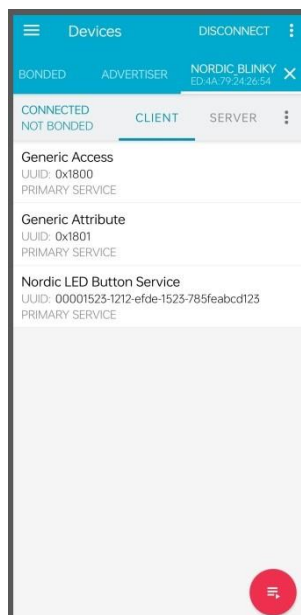 Devices
DISCONNECT
BONDED
ADVERTISER
NORDIC_BLINKY
ED:4A:79:24:26:54
CONNECTED
NOT BONDED
CLIENT
SERVER
Generic Access
UUID: 0x1800
PRIMARY SERVICE
Generic Attribute
UUID: 0x1801
PRIMARY SERVICE
Nordic LED Button Service
UUID: 00001523-1212-efde-1523-785feabcd123
PRIMARY SERVICE